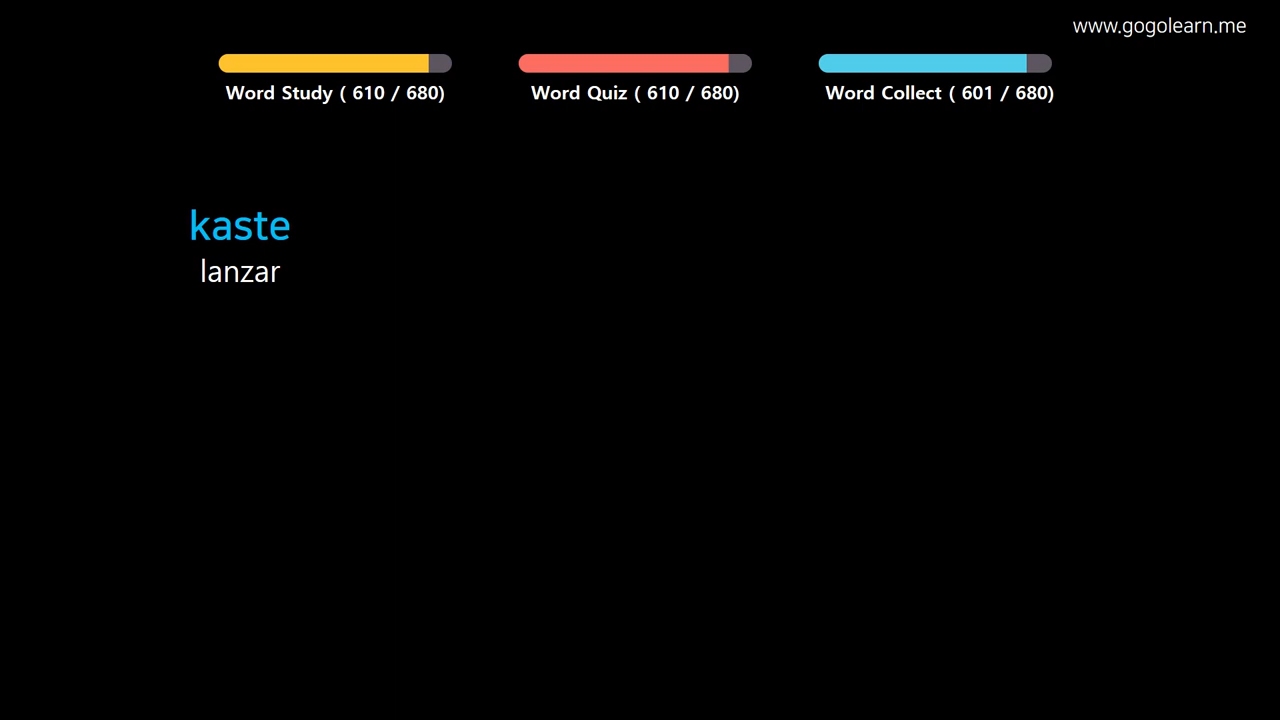 www.gogolearn.me
Word Study ( 610 / 680)
Word Quiz ( 610 / 680)
Word Collect ( 601 / 680)
kaste
lanzar